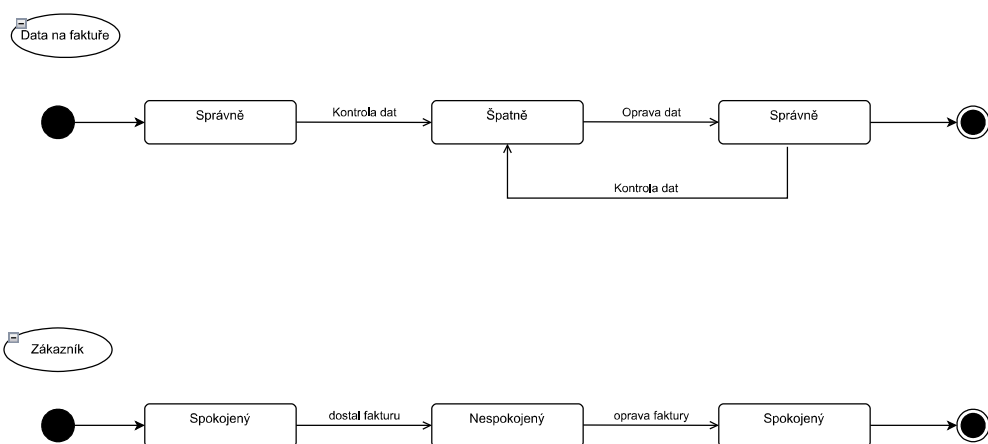 Data na faktuře
Správně
Kontrola dat
Špatně
Oprava dat
Správně
Kontrola dat
Zákazník
Spokojený
dostal fakturu
Nespokojený
oprava faktury
Spokojený